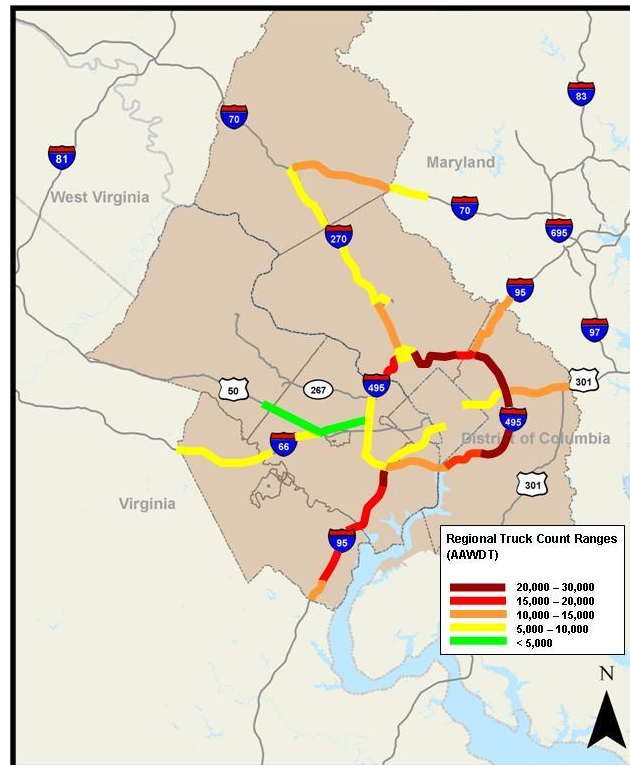 83
70
81
Maryland
West Virginia
70
695
270
95
97
301
495
50
267
495
66
District of Columbia
301
Virginia
95
Regional Truck Count Ranges
(AAWDT)
20,000 – 30,000
15,000 – 20,000
10,000 – 15,000
5,000 – 10,000
< 5,000
N